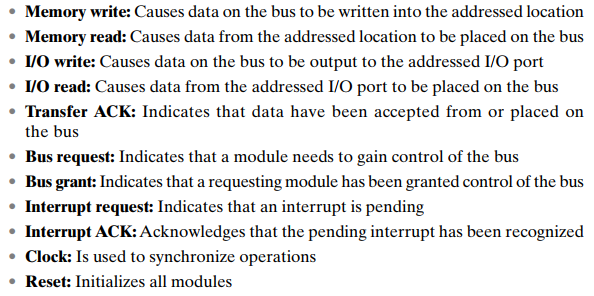 • Memory write: Causes data on the bus to be written into the addressed location
• Memory read: Causes data from the addressed location to be placed on the bus
• I/O write: Causes data on the bus to be output to the addressed I/O port
• I/O read: Causes data from the addressed I/O port to be placed on the bus
• Transfer ACK: Indicates that data have been accepted from or placed on
the bus
• Bus request: Indicates that a module needs to gain control of the bus
• Bus grant: Indicates that a requesting module has been granted control of the bus
• Interrupt request: Indicates that an interrupt is pending
• Interrupt ACK: Acknowledges that the pending interrupt has been recognized
• Clock: Is used to synchronize operations
• Reset: Initializes all modules